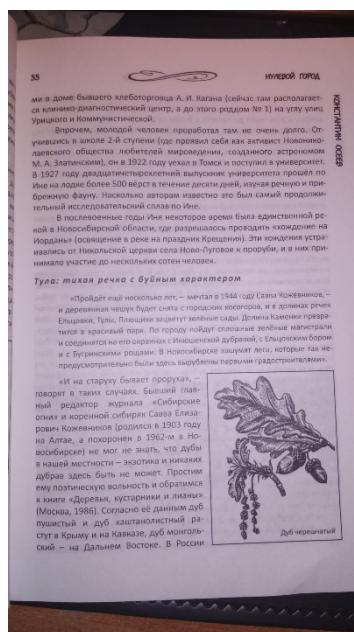 55
НУЛЕВОЙ ГОРОД
КОНСТАНТИН ОСЕЕВ
ми в доме бывшего хлеботорговца А. И. Кагана (сейчас там располагает-
ся клинико-диагностический центр, а до этого роддом № 1) на углу улиц
Урицкого и Коммунистической.
Впрочем, молодой человек проработал там не очень долго. От-
учившись в школе 2-й ступени (где проявил себя как активист Новонико-
лаевского общества любителей мироведения, созданного астрономом
М. А. Златинским), он в 1922 году уехал в Томск и поступил в университет.
В 1927 году двадцатичетырехлетний выпускник университета прошёл по
Ине на лодке более 500 вёрст в течение десяти дней, изучая речную и при-
брежную фауну. Насколько авторам известно это был самый продолжи-
тельный исследовательский сплав по Ине.
В послевоенные годы Иня некоторое время была единственной ре-
кой в Новосибирской области, где разрешалось проводить «хождение на
Иордань» (освящение в реке на праздник Крещения). Эти хождения устра-
ивались от Никольской церкви села Ново-Луговое к проруби, и в них при-
нимало участие до нескольких сотен человек.
Тула: тихая речка с буйным характером
«Пройдёт ещё несколько лет, – мечтал в 1944 году Савва Кожевников, –
и деревянная чешуя будет снята с городских косогоров, и в долинах речек
Ельцовки, Тулы, Плющихи зацветут зелёные сады. Долина Каменки превра-
тится в красивый парк. По городу пойдут сплошные зелёные магистрали
и соединятся на его окраинах с Инюшенской дубравой, с Ельцовским бором
и с Бугринскими рощами. В Новосибирске зашумят леса, которые так не-
предусмотрительно были здесь вырублены первыми градостроителями».
«И на старуху бывает проруха», –
говорят в таких случаях. Бывший глав-
ный редактор журнала «Сибирские
огни» и коренной сибиряк Савва Елиза-
рович Кожевников (родился в 1903 году
на Алтае, а похоронен в 1962-м в Но-
восибирске) не мог не знать, что дубы
в нашей местности – экзотика и никаких
дубрав здесь быть не может. Простим
ему поэтическую вольность и обратимся
к книге «Деревья, кустарники и лианы»
(Москва, 1986). Согласно её данным дуб
пушистый и дуб каштанолистный ра-
стут в Крыму и на Кавказе, дуб монголь-
ский – на Дальнем Востоке. В России
Дуб черешчатый